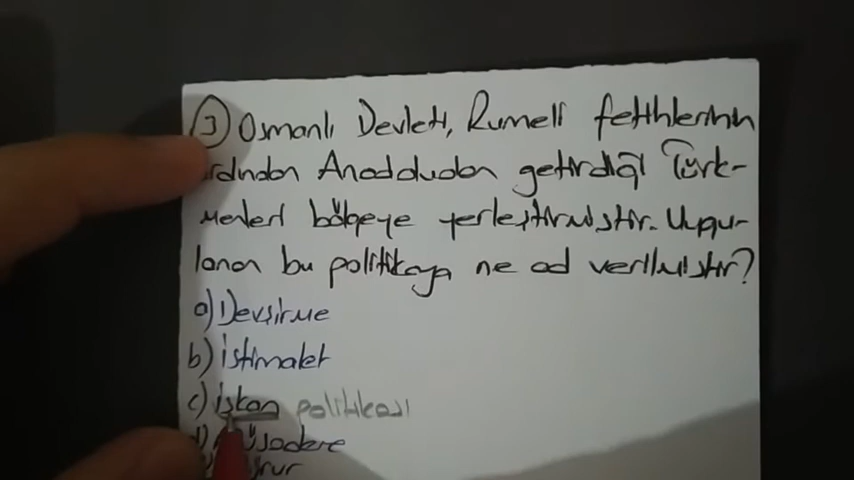 3 Osmanlı Devleti, Rumeli fetihlerinin
ardından Anadoludan getirdiği Türk-
menleri bölgeye yerleştirmiştir. Uygu-
lanan bu politikaya ne ad verilmiştir?
a) Devşirme
b) İstimalet
c) İskan politikası
d) Müsadere